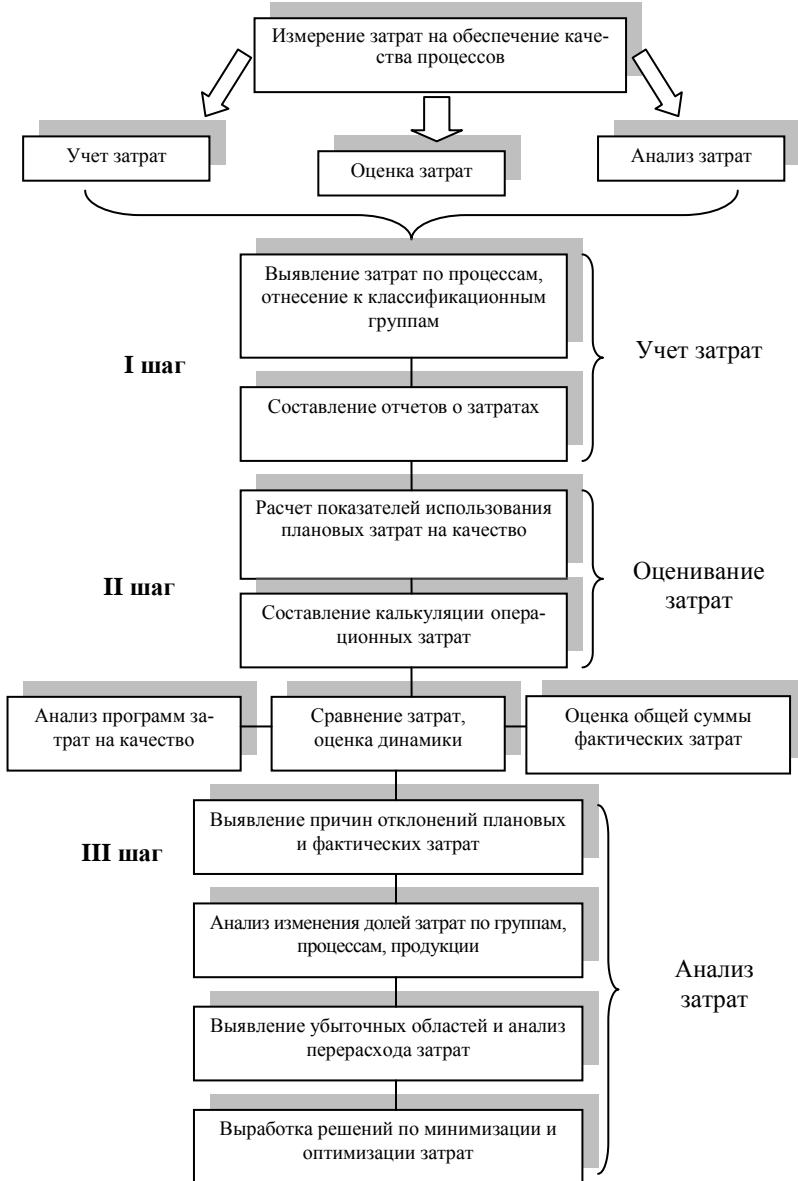 Измерение затрат на обеспечение каче-
ства процессов
Учет затрат
Оценка затрат
Анализ затрат
Выявление затрат по процессам,
отнесение к классификационным
группам
I шаг
Учет затрат
Составление отчетов о затратах
Расчет показателей использования
плановых затрат на качество
II шаг
Оценивание
затрат
Составление калькуляции опера-
ционных затрат
Анализ программ за-
трат на качество
Сравнение затрат,
оценка динамики
Оценка общей суммы
фактических затрат
Выявление причин отклонений плановых
и фактических затрат
III шаг
Анализ изменения долей затрат по группам,
процессам, продукции
Анализ
затрат
Выявление убыточных областей и анализ
перерасхода затрат
Выработка решений по минимизации и
оптимизации затрат